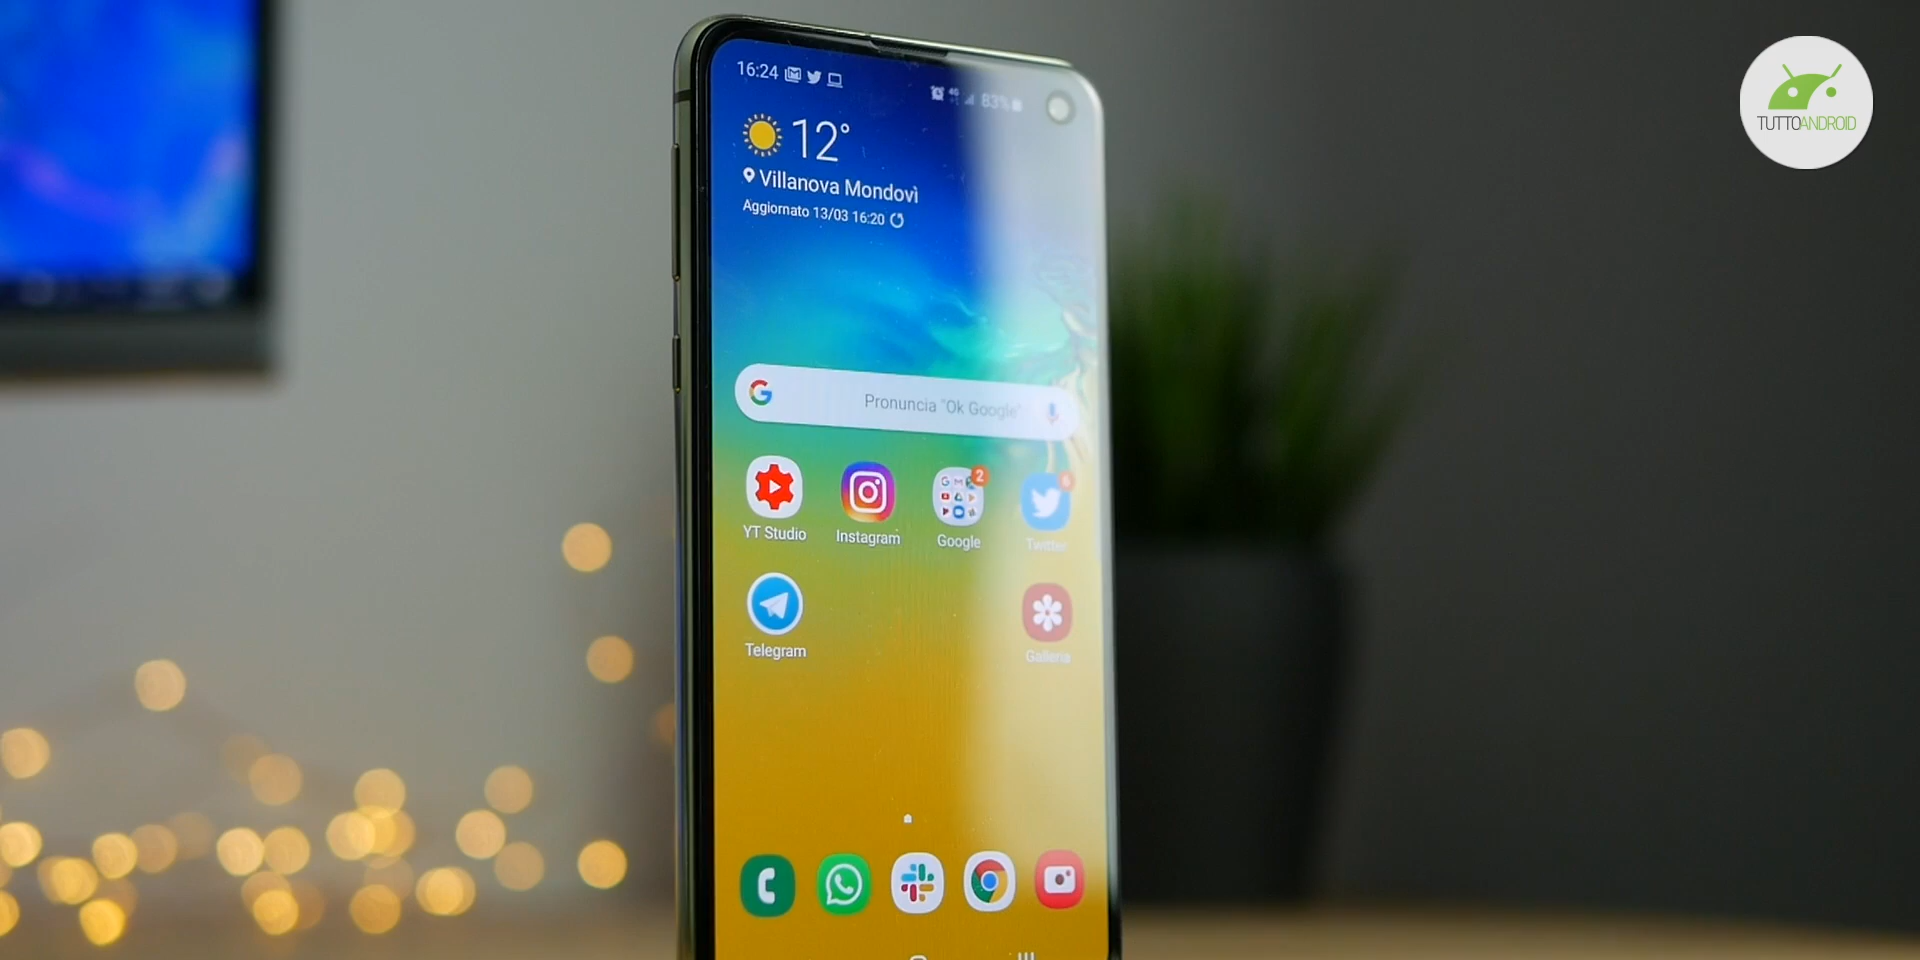 16:24
83%
TUTTOANDROID
12°
Villanova Mondovì
Aggiornato 13/03 16:20
Pronuncia "Ok Google"
2
6
YT Studio
Instagram
Google
Twitter
Telegram
Galleria